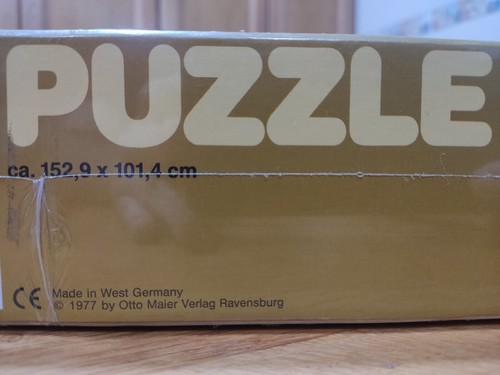 PUZZLE
ca. 152,9 x 101,4 cm
CE Made in West Germany
© 1977 by Otto Maier Verlag Ravensburg